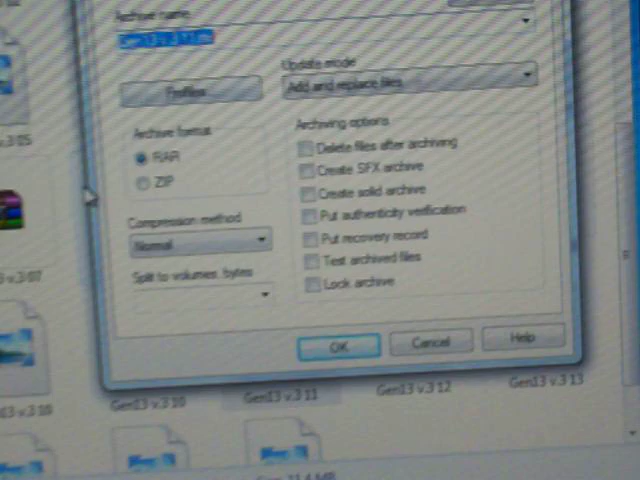 Archive name
Gen13 v.3 11.rar
Update mode
Profiles...
Add and replace files
Archive format
RAR
ZIP
Archiving options
Delete files after archiving
Create SFX archive
Create solid archive
Put authenticity verification
Put recovery record
Test archived files
Lock archive
Compression method
Normal
Split to volumes, bytes
OK
Cancel
Help
v.3 05
v.3 07
v.3 10
Gen13 v.3 10
Gen13 v.3 11
Gen13 v.3 12
Gen13 v.3 13